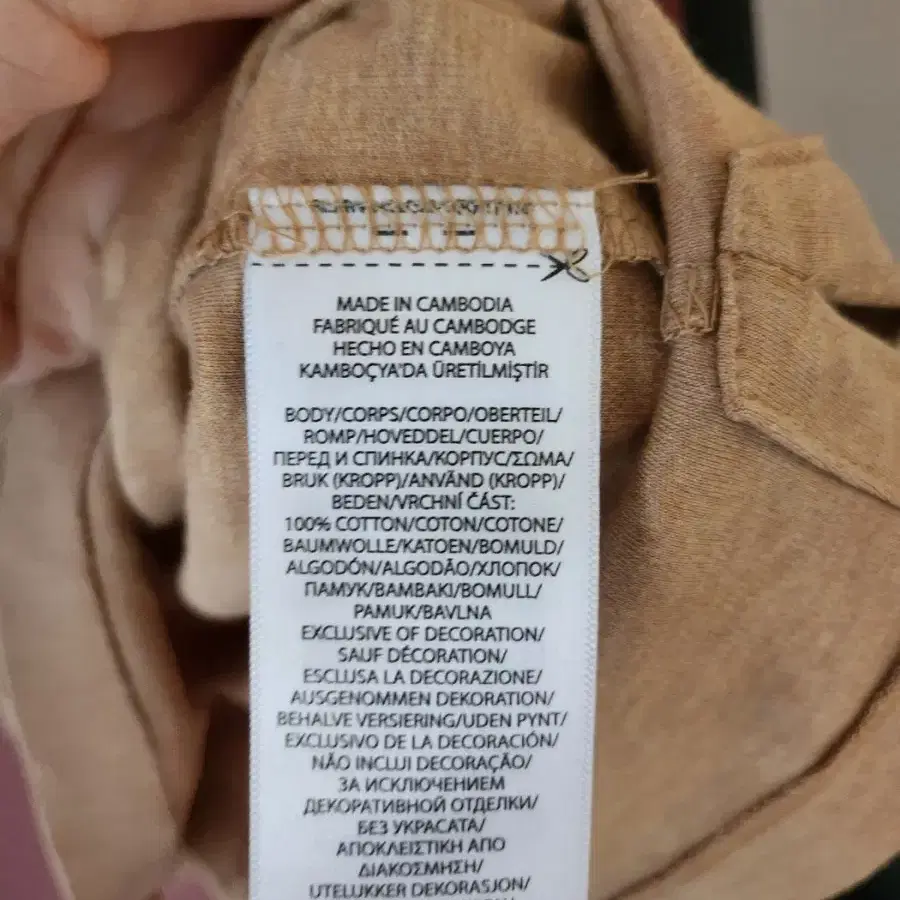 MADE IN CAMBODIA
FABRIQUÉ AU CAMBODGE
HECHO EN CAMBOYA
KAMBOÇYA'DA ÜRETİLMİŞTİR
BODY/CORPS/CORPO/OBERTEIL/
ROMP/HOVEDDEL/CUERPO/
ПЕРЕД И СПИНКА/КОРПУС/ΣΩΜΑ/
BRUK (KROPP)/ANVÄND (KROPP)/
BEDEN/VRCHNÍ ČÁST:
100% COTTON/COTON/COTONE/
BAUMWOLLE/KATOEN/BOMULD/
ALGODÓN/ALGODÃO/ХЛОПОК/
ПАМУК/BAMBAKI/BOMULL/
PAMUK/BAVLNA
EXCLUSIVE OF DECORATION/
SAUF DÉCORATION/
ESCLUSA LA DECORAZIONE/
AUSGENOMMEN DEKORATION/
BEHALVE VERSIERING/UDEN PYNT/
EXCLUSIVO DE LA DECORACIÓN/
NÃO INCLUI DECORAÇÃO/
ЗА ИСКЛЮЧЕНИЕМ
ДЕКОРАТИВНОЙ ОТДЕЛКИ/
БЕЗ УКРАСАТА/
ΑΠΟΚΛΕΙΣΤΙΚΗ ΑΠΟ
ΔΙΑΚΟΣΜΗΣΗ/
UTELUKKER DEKORASJON/